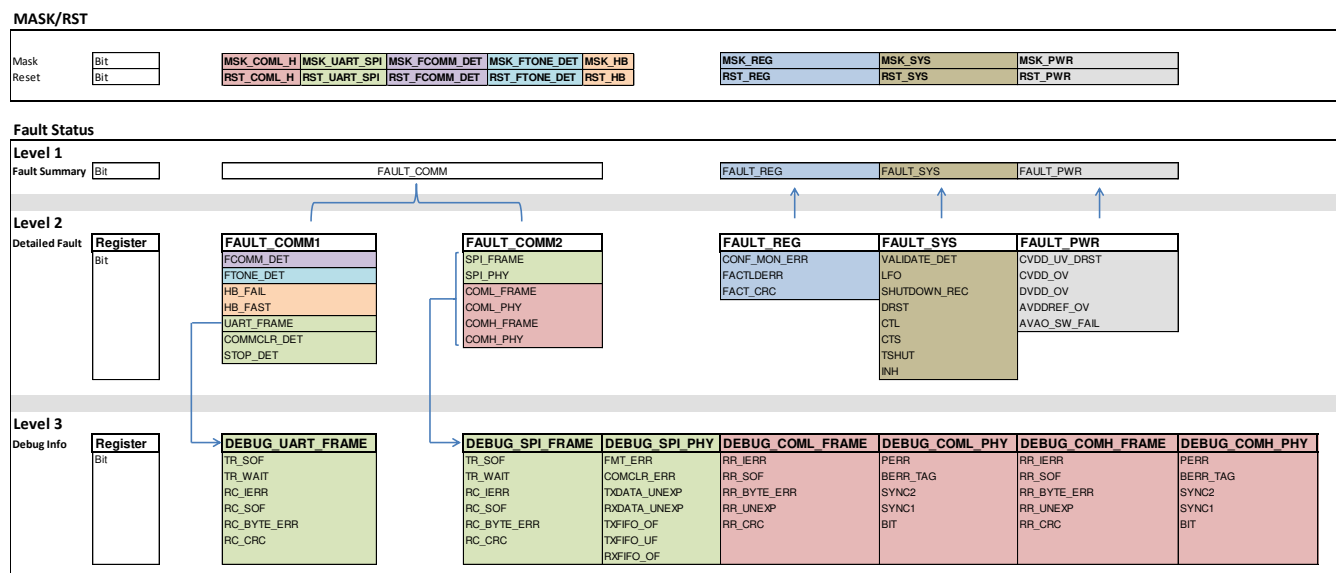 MASK/RST
Mask Bit MSK_COML_H MSK_UART_SPI MSK_FCOMM_DET MSK_FTONE_DET MSK_HB MSK_REG MSK_SYS MSK_PWR
Reset Bit RST_COML_H RST_UART_SPI RST_FCOMM_DET RST_FTONE_DET RST_HB RST_REG RST_SYS RST_PWR
Fault Status
Level 1
Fault Summary Bit FAULT_COMM FAULT_REG FAULT_SYS FAULT_PWR
Level 2
Detailed Fault Register FAULT_COMM1 FAULT_COMM2 FAULT_REG FAULT_SYS FAULT_PWR
Bit FCOMM_DET SPI_FRAME CONF_MON_ERR VALIDATE_DET CVDD_UV_DRST
FTONE_DET SPI_PHY FACTLDERR LFO CVDD_OV
HB_FAIL COML_FRAME FACT_CRC SHUTDOWN_REC DVDD_OV
HB_FAST COML_PHY DRST AVDDREF_OV
UART_FRAME COMH_FRAME CTL AVAO_SW_FAIL
COMMCLR_DET COMH_PHY CTS
STOP_DET TSHUT
INH
Level 3
Debug Info Register DEBUG_UART_FRAME DEBUG_SPI_FRAME DEBUG_SPI_PHY DEBUG_COML_FRAME DEBUG_COML_PHY DEBUG_COMH_FRAME DEBUG_COMH_PHY
Bit TR_SOF TR_SOF FMT_ERR RR_IERR PERR RR_IERR PERR
TR_WAIT TR_WAIT COMCLR_ERR RR_SOF BERR_TAG RR_SOF BERR_TAG
RC_IERR RC_IERR TXDATA_UNEXP RR_BYTE_ERR SYNC2 RR_BYTE_ERR SYNC2
RC_SOF RC_SOF RXDATA_UNEXP RR_UNEXP SYNC1 RR_UNEXP SYNC1
RC_BYTE_ERR RC_BYTE_ERR TXFIFO_OF RR_CRC BIT RR_CRC BIT
RC_CRC RC_CRC TXFIFO_UF
RXFIFO_OF